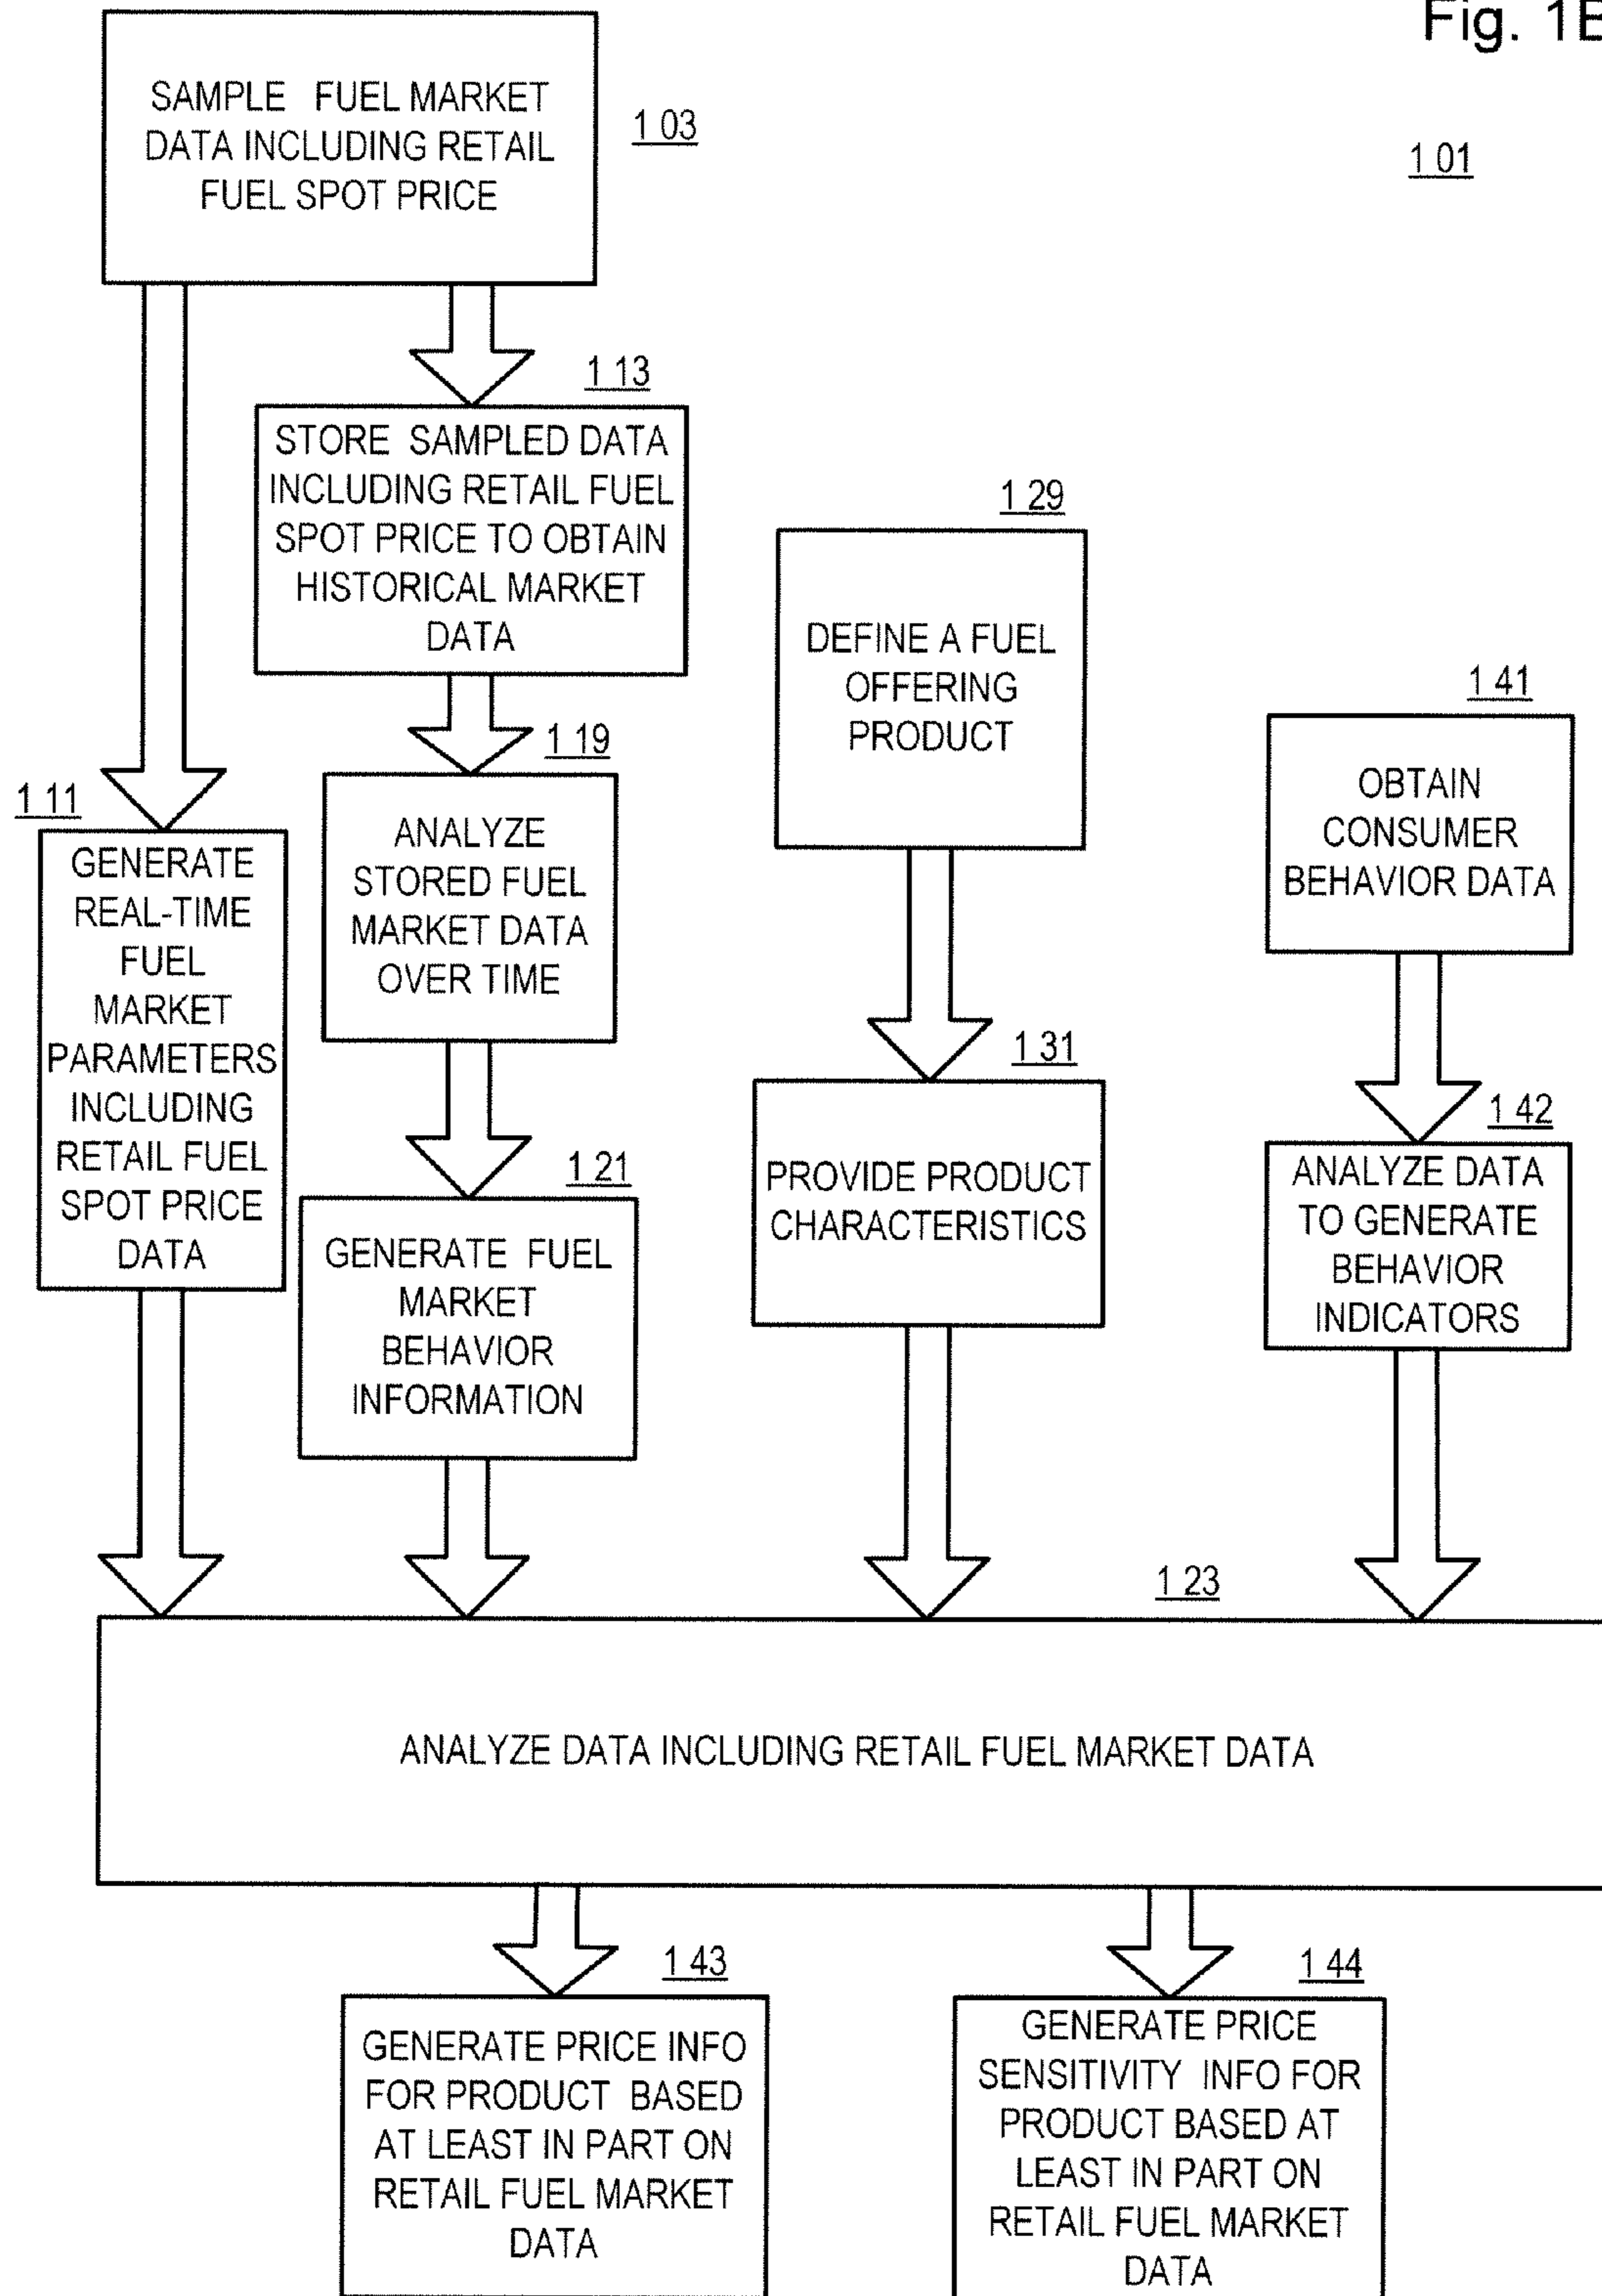 Fig. 1B
SAMPLE FUEL MARKET
DATA INCLUDING RETAIL
FUEL SPOT PRICE
1 03
1 01
1 13
STORE SAMPLED DATA
INCLUDING RETAIL FUEL
SPOT PRICE TO OBTAIN
HISTORICAL MARKET
DATA
1 29
DEFINE A FUEL
OFFERING
PRODUCT
1 41
OBTAIN
CONSUMER
BEHAVIOR DATA
1 19
ANALYZE
STORED FUEL
MARKET DATA
OVER TIME
1 11
GENERATE
REAL-TIME
FUEL
MARKET
PARAMETERS
INCLUDING
RETAIL FUEL
SPOT PRICE
DATA
1 21
GENERATE FUEL
MARKET
BEHAVIOR
INFORMATION
1 31
PROVIDE PRODUCT
CHARACTERISTICS
1 42
ANALYZE DATA
TO GENERATE
BEHAVIOR
INDICATORS
1 23
ANALYZE DATA INCLUDING RETAIL FUEL MARKET DATA
1 43
GENERATE PRICE INFO
FOR PRODUCT BASED
AT LEAST IN PART ON
RETAIL FUEL MARKET
DATA
1 44
GENERATE PRICE
SENSITIVITY INFO FOR
PRODUCT BASED AT
LEAST IN PART ON
RETAIL FUEL MARKET
DATA